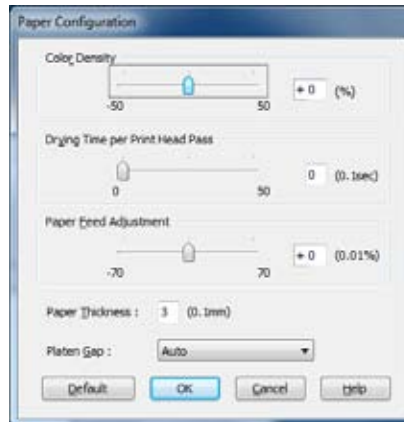 Paper Configuration
Color Density
-50 50 + 0 (%)
Drying Time per Print Head Pass
0 50 0 (0.1sec)
Paper Feed Adjustment
-70 70 + 0 (0.01%)
Paper Thickness : 3 (0.1mm)
Platen Gap : Auto
Default OK Cancel Help